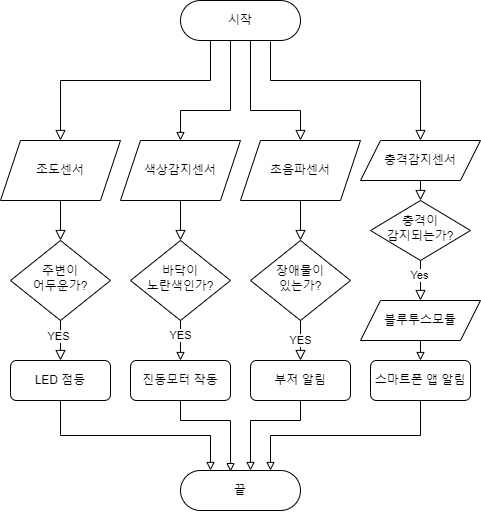 시작
조도센서
색상감지센서
초음파센서
충격감지센서
충격이
감지되는가?
주변이
어두운가?
바닥이
노란색인가?
장애물이
있는가?
Yes
블루투스모듈
YES
YES
YES
LED 점등
진동모터 작동
부저 알림
스마트폰 앱 알림
끝